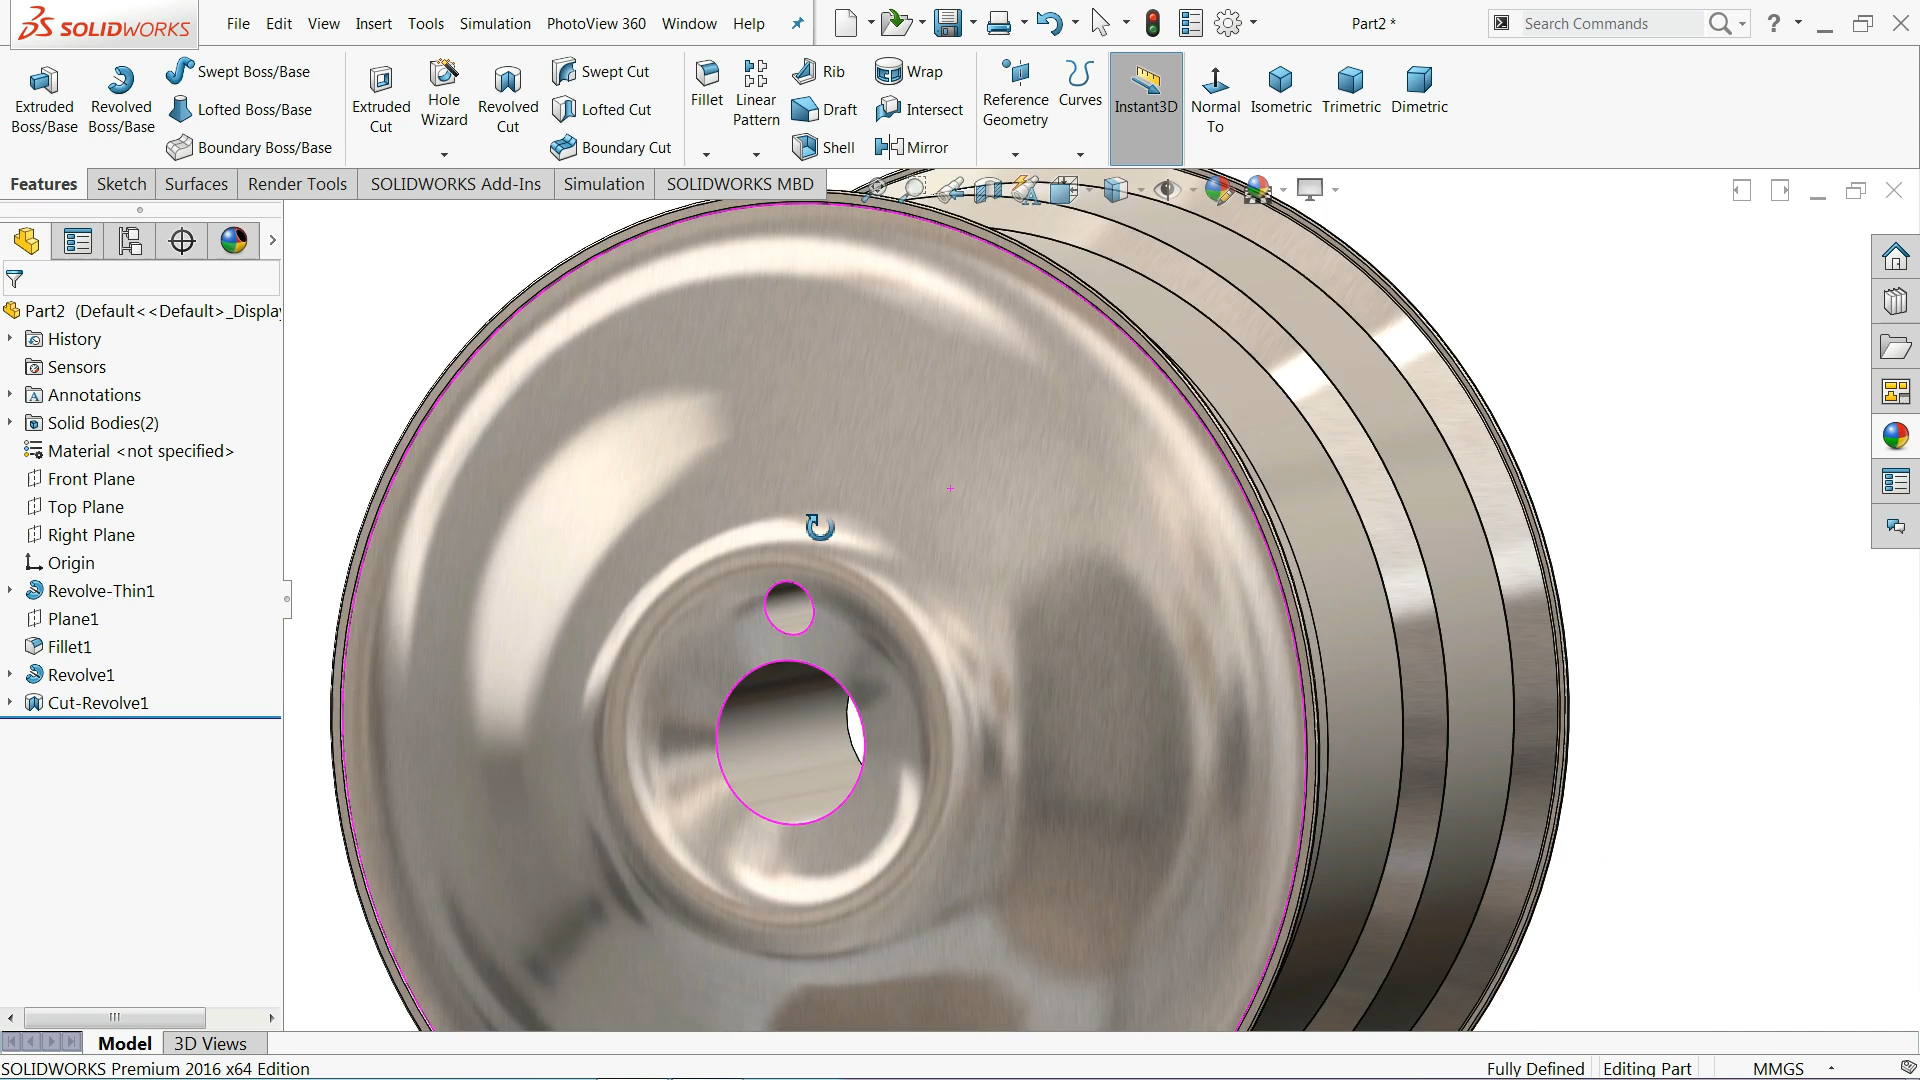 SOLIDWORKS File Edit View Insert Tools Simulation PhotoView 360 Window Help Part2 * Search Commands ?
Extruded Boss/Base
Revolved Boss/Base
Swept Boss/Base
Lofted Boss/Base
Boundary Boss/Base
Extruded Cut
Hole Wizard
Revolved Cut
Swept Cut
Lofted Cut
Boundary Cut
Fillet
Linear Pattern
Rib
Draft
Shell
Wrap
Intersect
Mirror
Reference Geometry
Curves
Instant3D
Normal To
Isometric
Trimetric
Dimetric
Features Sketch Surfaces Render Tools SOLIDWORKS Add-Ins Simulation SOLIDWORKS MBD
Part2 (Default<<Default>_Display
History
Sensors
Annotations
Solid Bodies(2)
Material <not specified>
Front Plane
Top Plane
Right Plane
Origin
Revolve-Thin1
Plane1
Fillet1
Revolve1
Cut-Revolve1
Model 3D Views
SOLIDWORKS Premium 2016 x64 Edition Fully Defined Editing Part MMGS